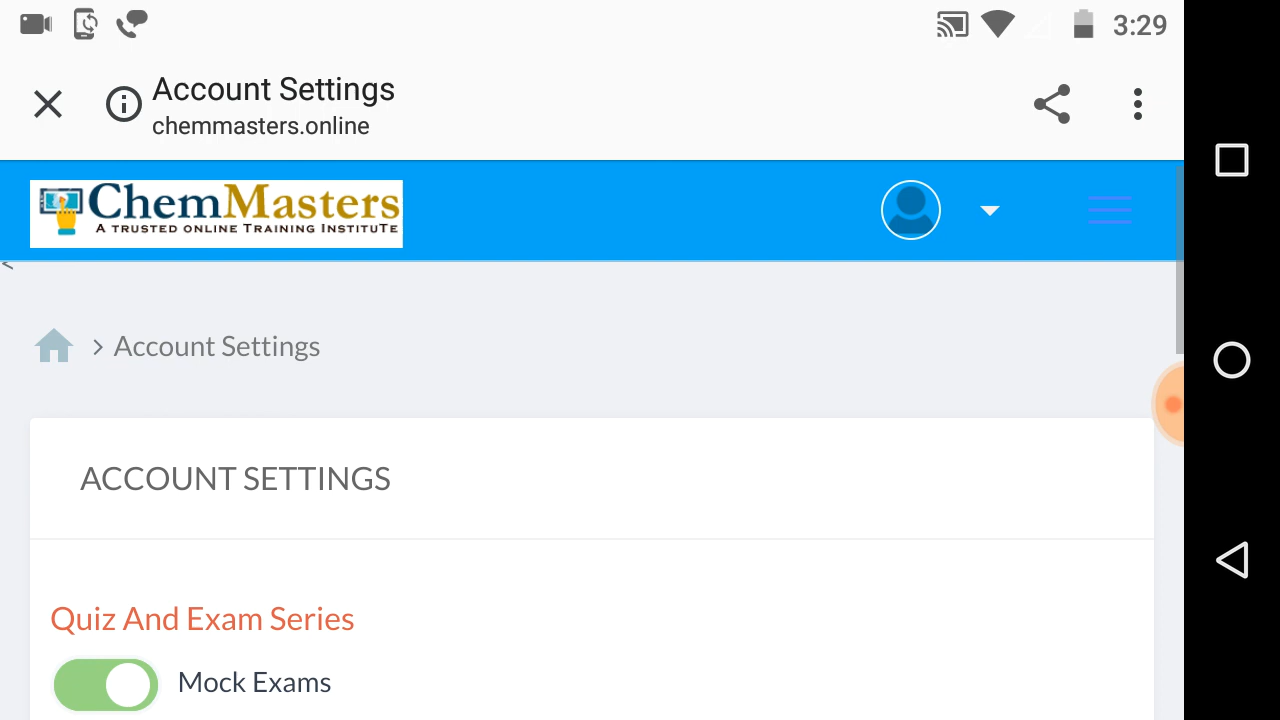 3:29
Account Settings
chemmasters.online
ChemMasters
A TRUSTED ONLINE TRAINING INSTITUTE
<
> Account Settings
ACCOUNT SETTINGS
Quiz And Exam Series
Mock Exams